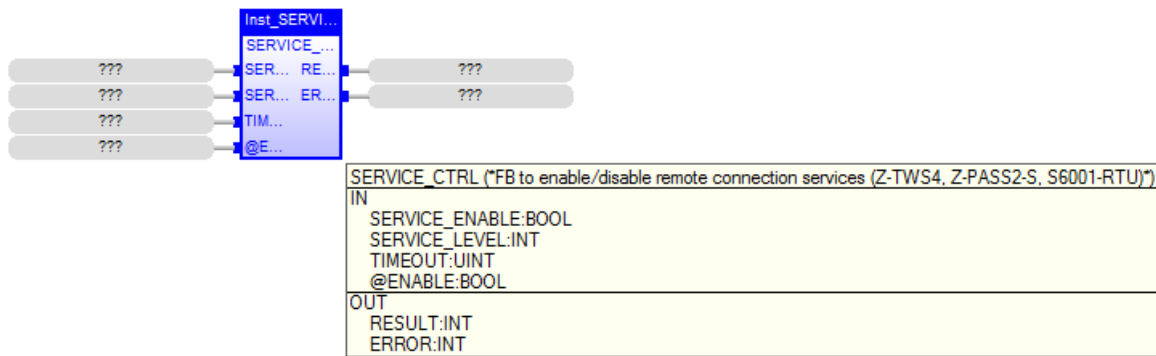 Inst_SERVI...
SERVICE_...
??? SER... RE... ???
??? SER... ER... ???
??? TIM...
??? @E...
SERVICE_CTRL (*FB to enable/disable remote connection services (Z-TWS4, Z-PASS2-S, S6001-RTU)*)
IN
SERVICE_ENABLE:BOOL
SERVICE_LEVEL:INT
TIMEOUT:UINT
@ENABLE:BOOL
OUT
RESULT:INT
ERROR:INT